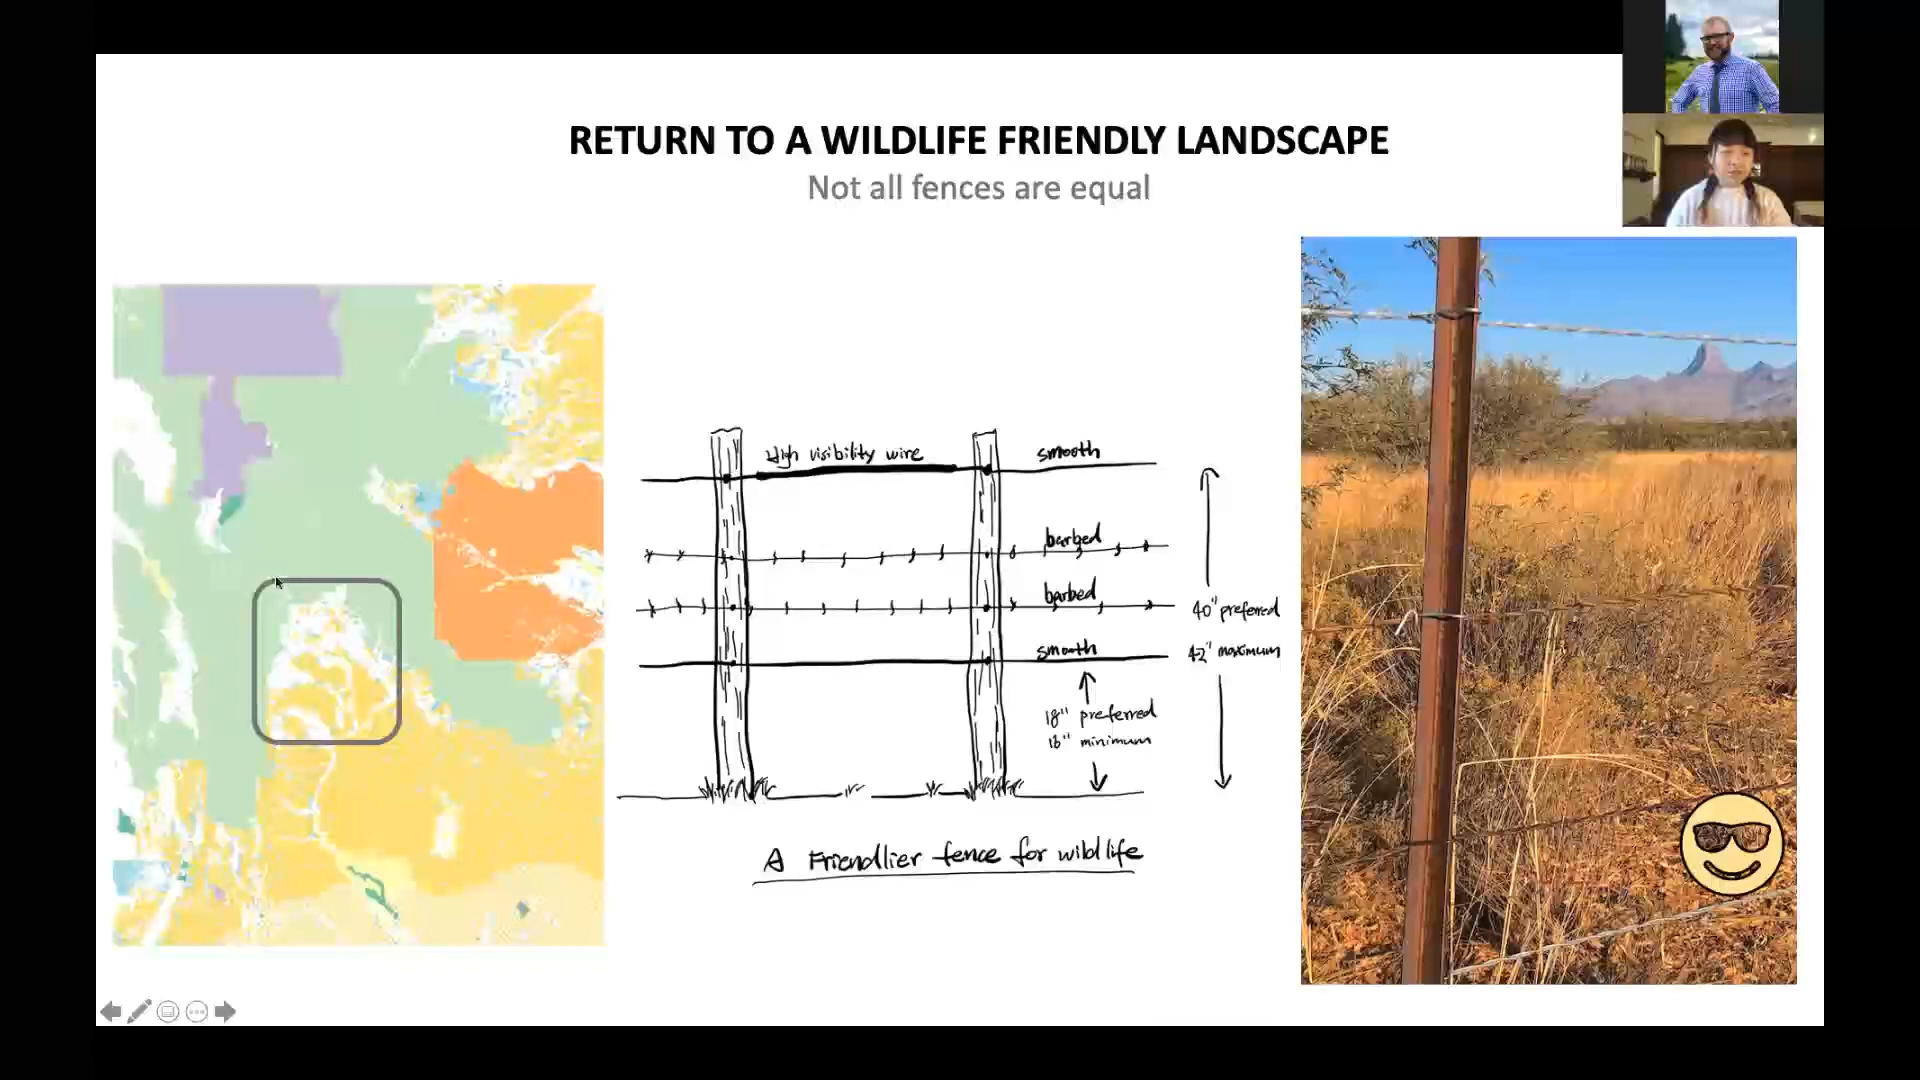 RETURN TO A WILDLIFE FRIENDLY LANDSCAPE
Not all fences are equal
High visibility wire
smooth
barbed
barbed
smooth
40" preferred
42" maximum
18" preferred
16" minimum
A Friendlier fence for wildlife